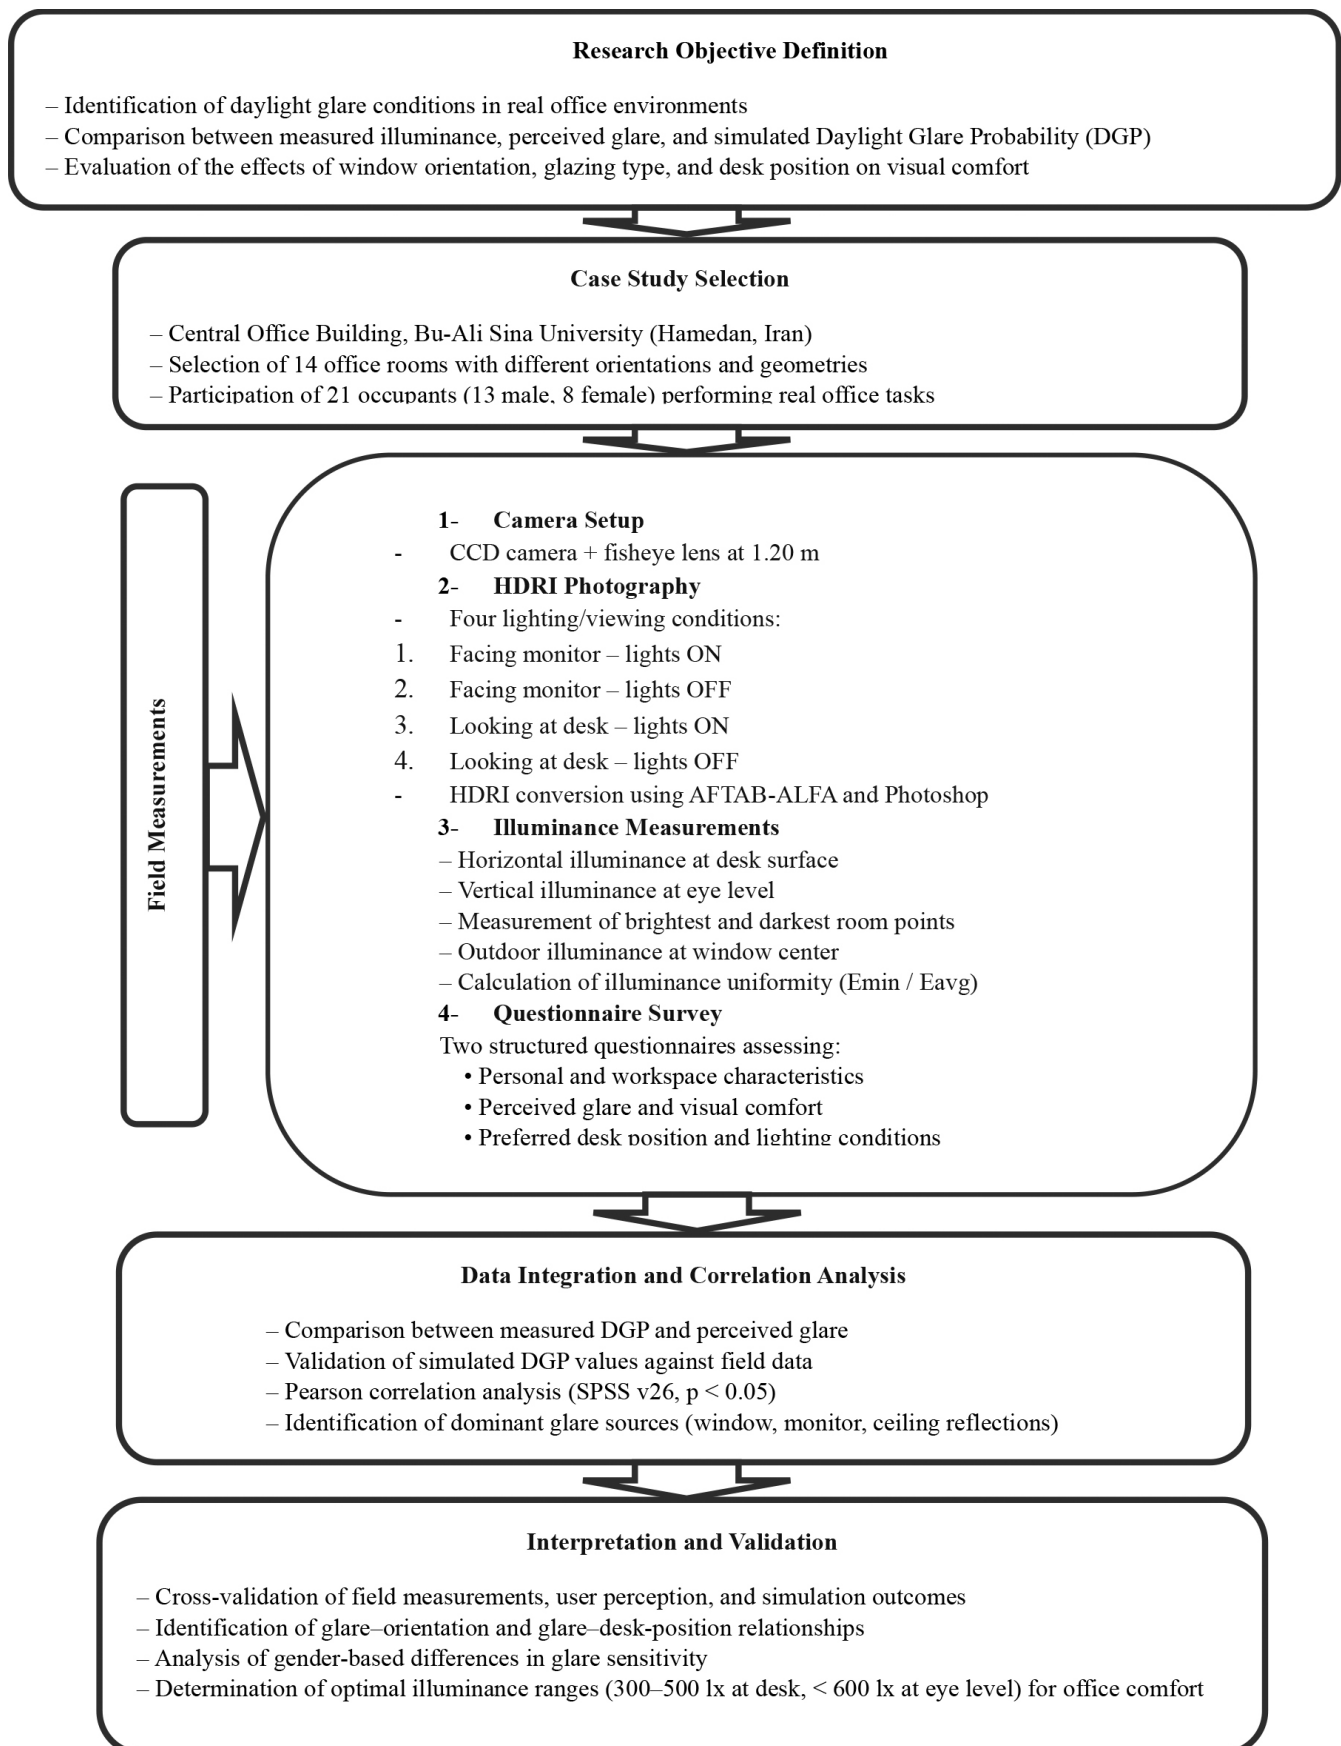 Research Objective Definition
– Identification of daylight glare conditions in real office environments
– Comparison between measured illuminance, perceived glare, and simulated Daylight Glare Probability (DGP)
– Evaluation of the effects of window orientation, glazing type, and desk position on visual comfort
Case Study Selection
– Central Office Building, Bu-Ali Sina University (Hamedan, Iran)
– Selection of 14 office rooms with different orientations and geometries
– Participation of 21 occupants (13 male, 8 female) performing real office tasks
Field Measurements
1- Camera Setup
- CCD camera + fisheye lens at 1.20 m
2- HDRI Photography
- Four lighting/viewing conditions:
1. Facing monitor – lights ON
2. Facing monitor – lights OFF
3. Looking at desk – lights ON
4. Looking at desk – lights OFF
- HDRI conversion using AFTAB-ALFA and Photoshop
3- Illuminance Measurements
– Horizontal illuminance at desk surface
– Vertical illuminance at eye level
– Measurement of brightest and darkest room points
– Outdoor illuminance at window center
– Calculation of illuminance uniformity (Emin / Eavg)
4- Questionnaire Survey
Two structured questionnaires assessing:
• Personal and workspace characteristics
• Perceived glare and visual comfort
• Preferred desk position and lighting conditions
Data Integration and Correlation Analysis
– Comparison between measured DGP and perceived glare
– Validation of simulated DGP values against field data
– Pearson correlation analysis (SPSS v26, p < 0.05)
– Identification of dominant glare sources (window, monitor, ceiling reflections)
Interpretation and Validation
– Cross-validation of field measurements, user perception, and simulation outcomes
– Identification of glare–orientation and glare–desk-position relationships
– Analysis of gender-based differences in glare sensitivity
– Determination of optimal illuminance ranges (300–500 lx at desk, < 600 lx at eye level) for office comfort